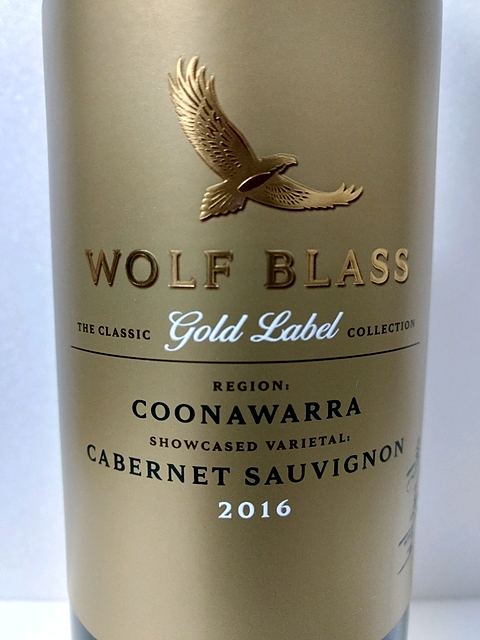 WOLF BLASS
THE CLASSIC Gold Label COLLECTION
REGION:
COONAWARRA
SHOWCASED VARIETAL:
CABERNET SAUVIGNON
2016